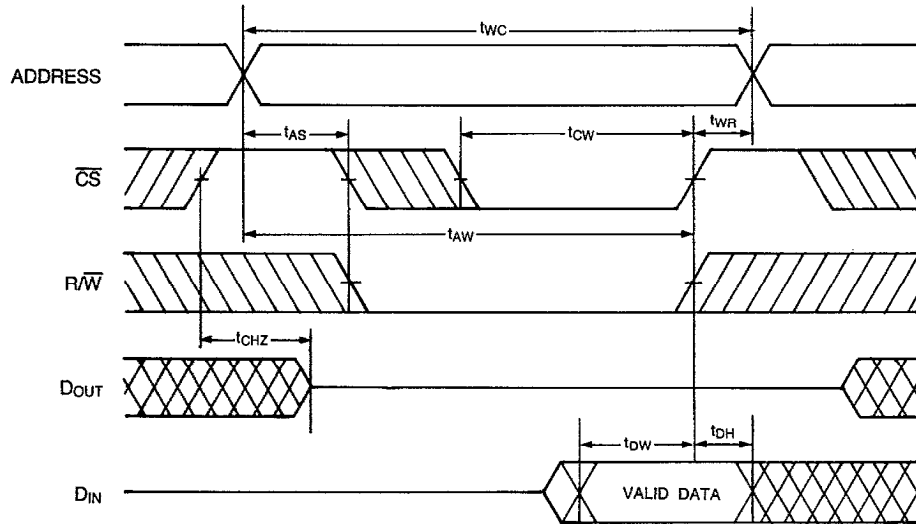 tWC
ADDRESS
tAS
tCW
tWR
CS
tAW
R/W
tCHZ
DOUT
tDW
tDH
DIN
VALID DATA